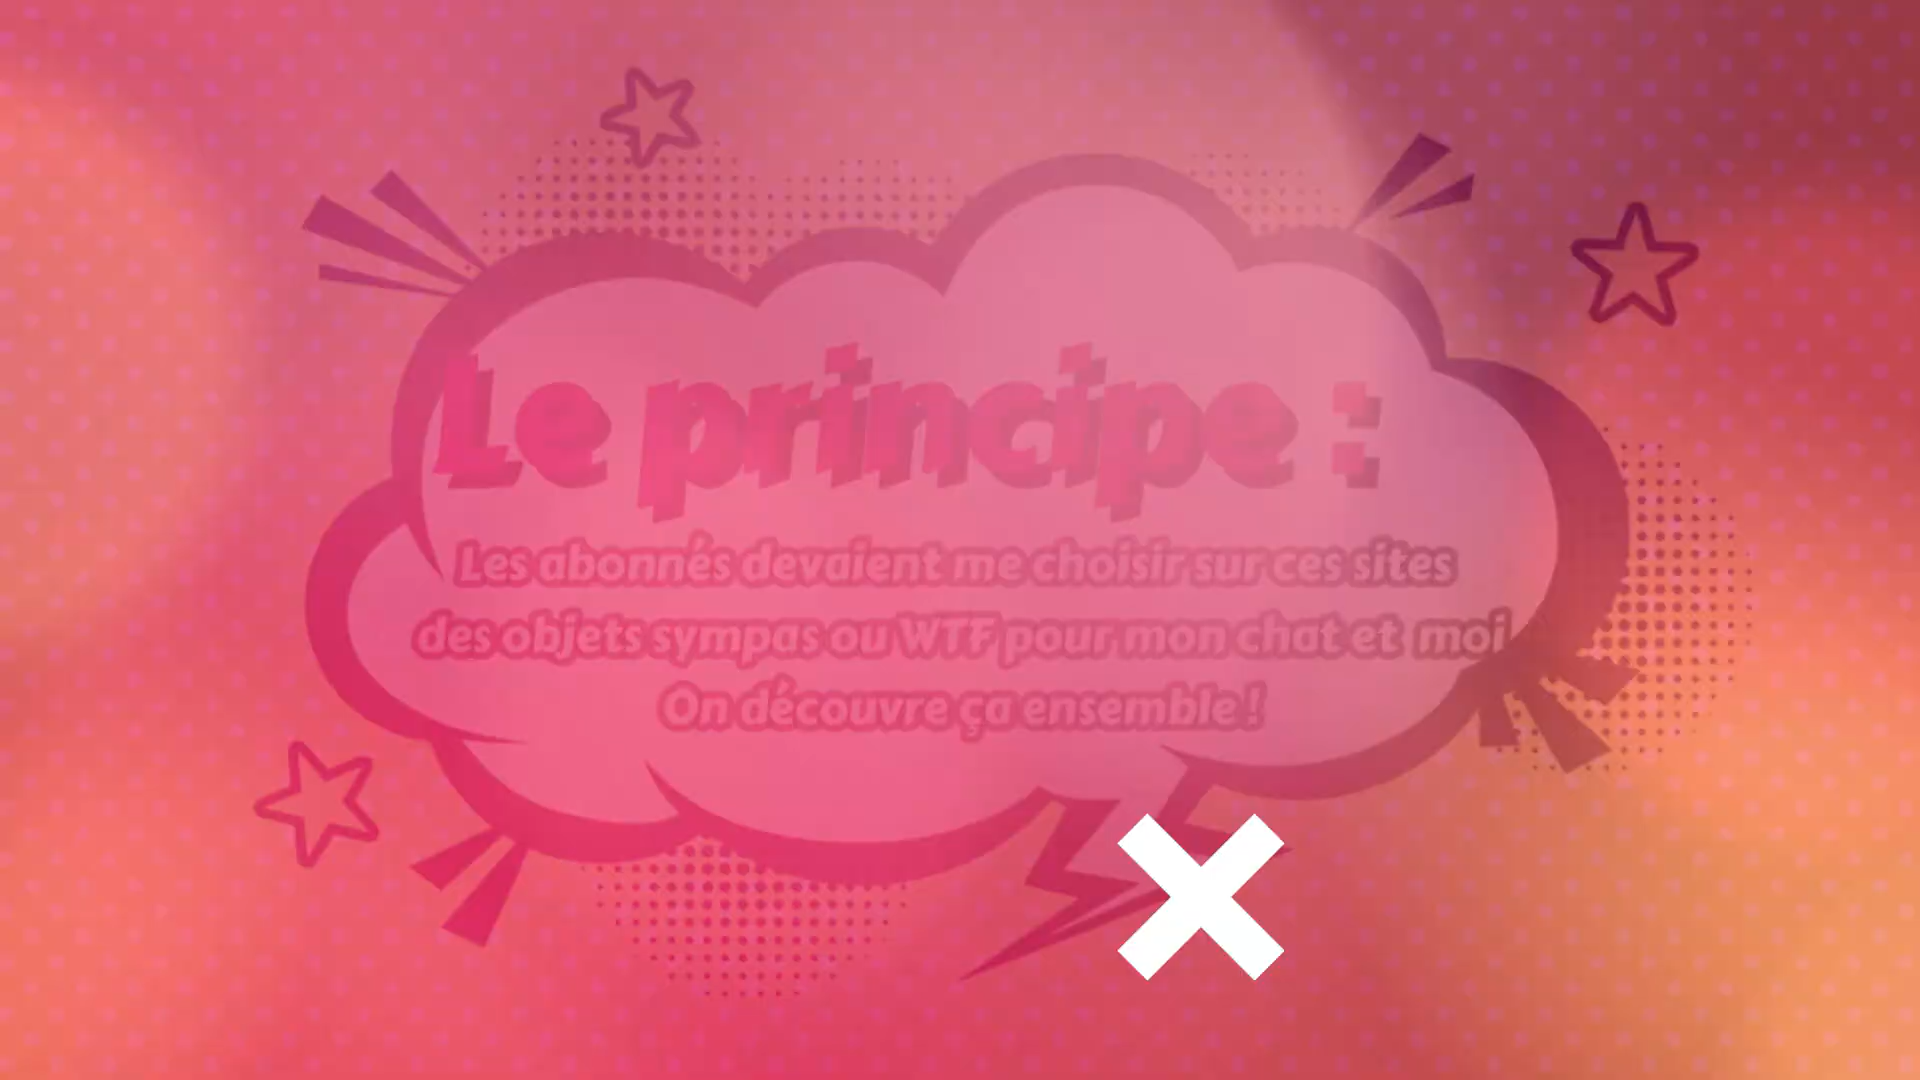 Le principe :
Les abonnés devaient me choisir sur ces sites
des objets sympas ou WTF pour mon chat et moi
On découvre ça ensemble !